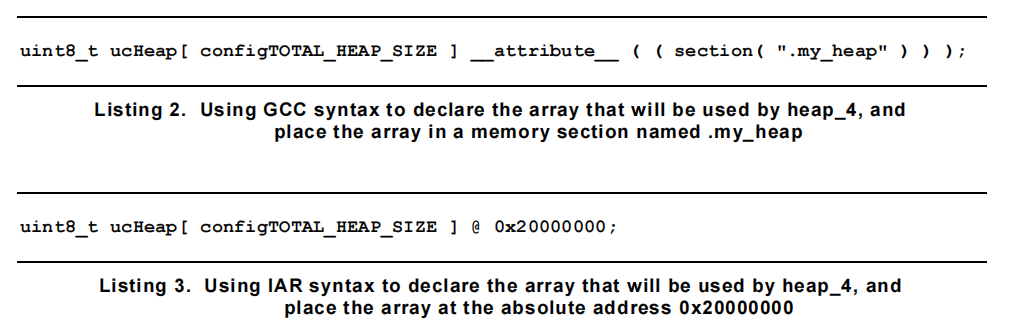 uint8_t ucHeap[ configTOTAL_HEAP_SIZE ] __attribute__ ( ( section( ".my_heap" ) ) );
Listing 2. Using GCC syntax to declare the array that will be used by heap_4, and
place the array in a memory section named .my_heap
uint8_t ucHeap[ configTOTAL_HEAP_SIZE ] @ 0x20000000;
Listing 3. Using IAR syntax to declare the array that will be used by heap_4, and
place the array at the absolute address 0x20000000